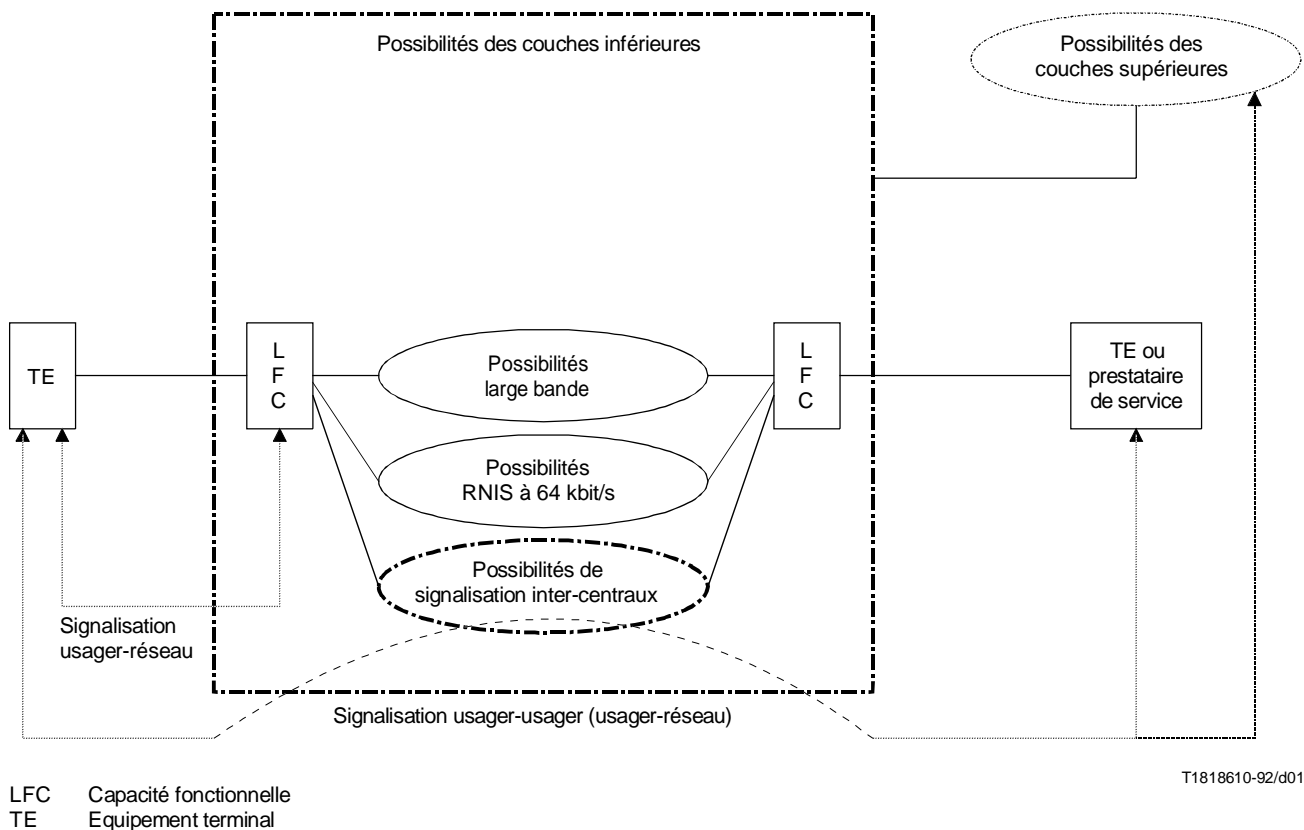 Possibilités des couches inférieures
Possibilités des
couches supérieures
TE
L
F
C
Possibilités
large bande
L
F
C
TE ou
prestataire
de service
Possibilités
RNIS à 64 kbit/s
Possibilités de
signalisation inter-centraux
Signalisation
usager-réseau
Signalisation usager-usager (usager-réseau)
T1818610-92/d01
LFC Capacité fonctionnelle
TE Equipement terminal